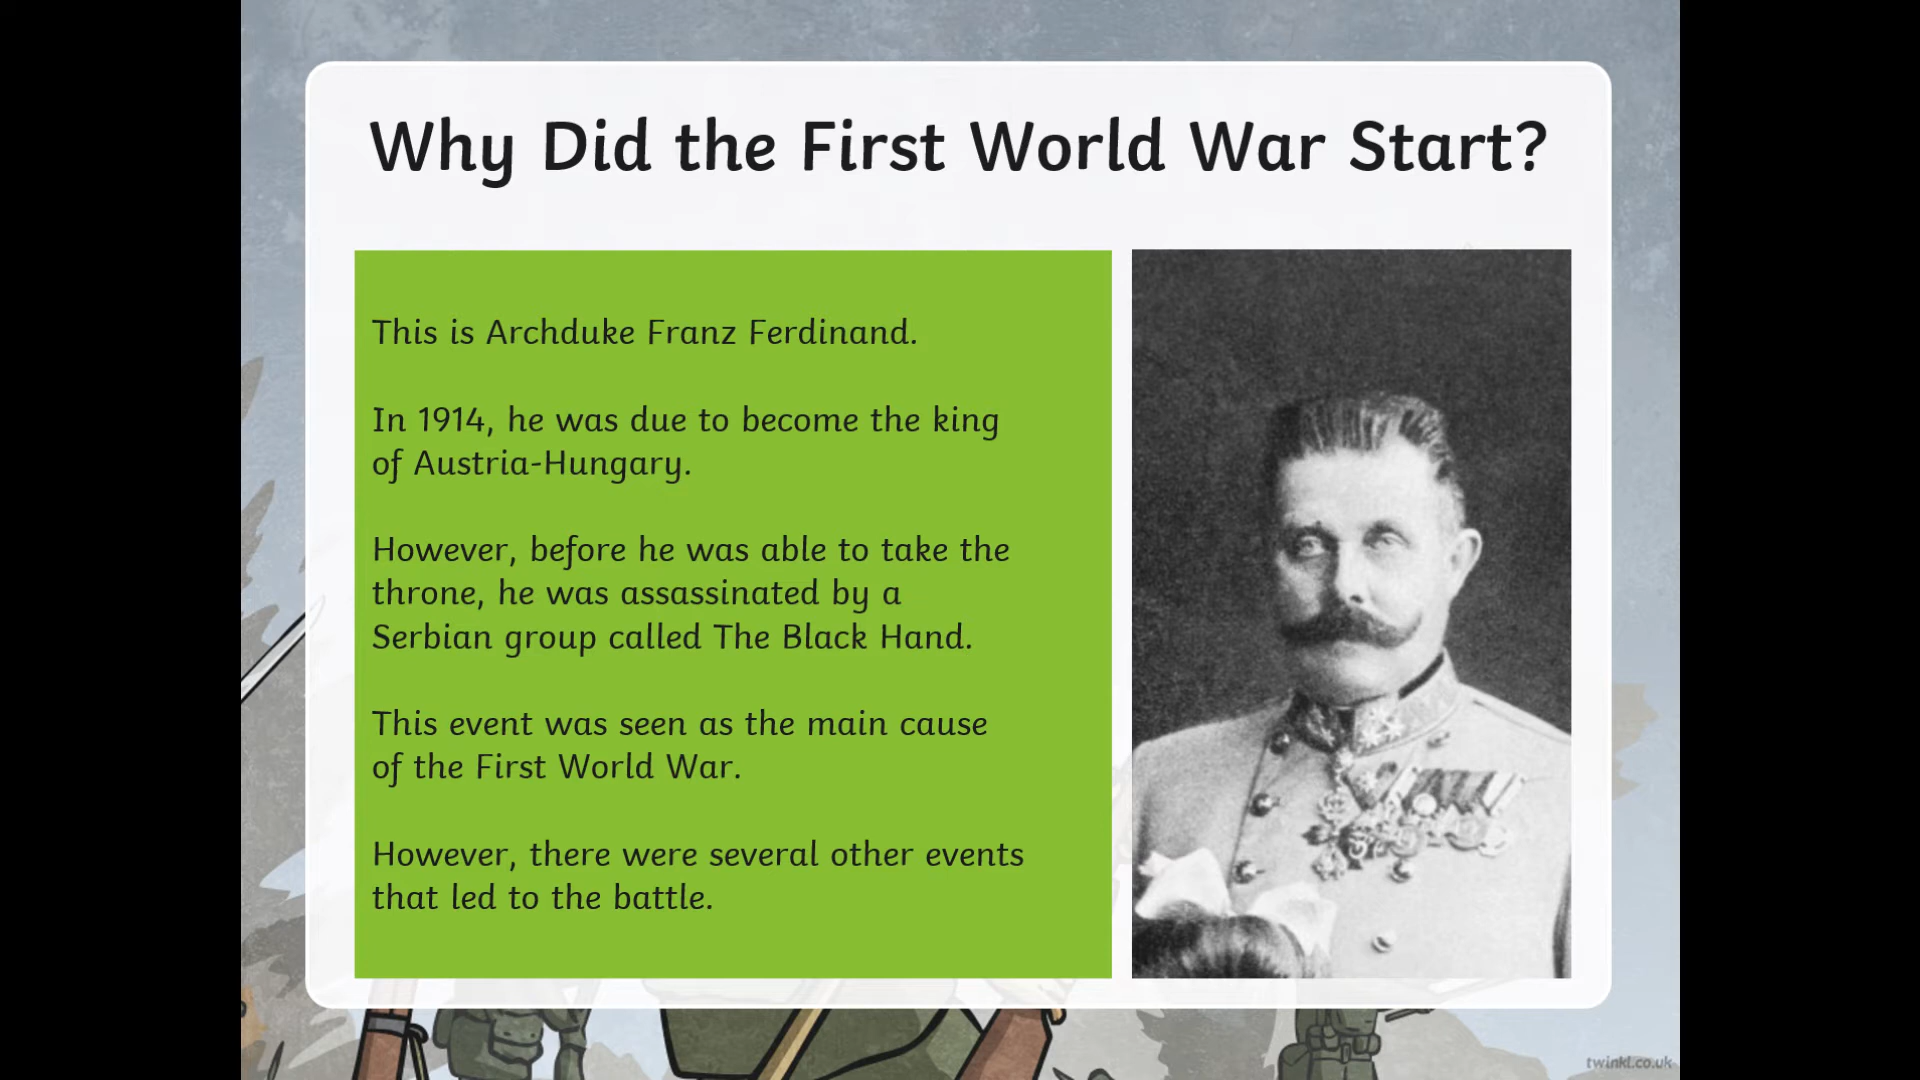 Why Did the First World War Start?
This is Archduke Franz Ferdinand.
In 1914, he was due to become the king
of Austria-Hungary.
However, before he was able to take the
throne, he was assassinated by a
Serbian group called The Black Hand.
This event was seen as the main cause
of the First World War.
However, there were several other events
that led to the battle.
twinkl.co.uk